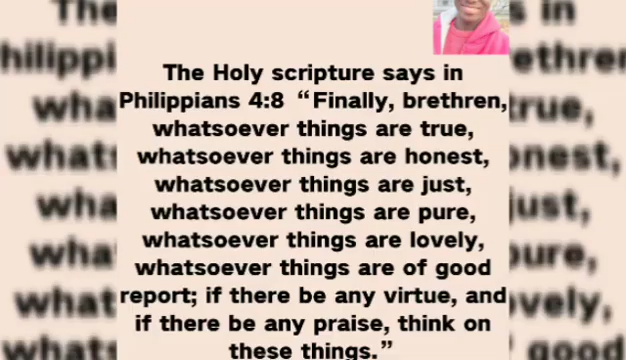 The Holy scripture says in
Philippians 4:8 “Finally, brethren,
whatsoever things are true,
whatsoever things are honest,
whatsoever things are just,
whatsoever things are pure,
whatsoever things are lovely,
whatsoever things are of good
report; if there be any virtue, and
if there be any praise, think on
these things.”